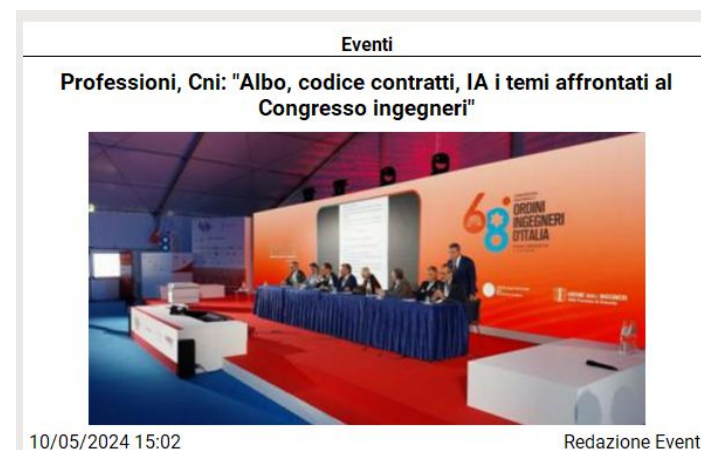 Eventi
Professioni, Cni: "Albo, codice contratti, IA i temi affrontati al
Congresso ingegneri"
68°
ORDINI
INGEGNERI
D'ITALIA
10/05/2024 15:02
Redazione Event